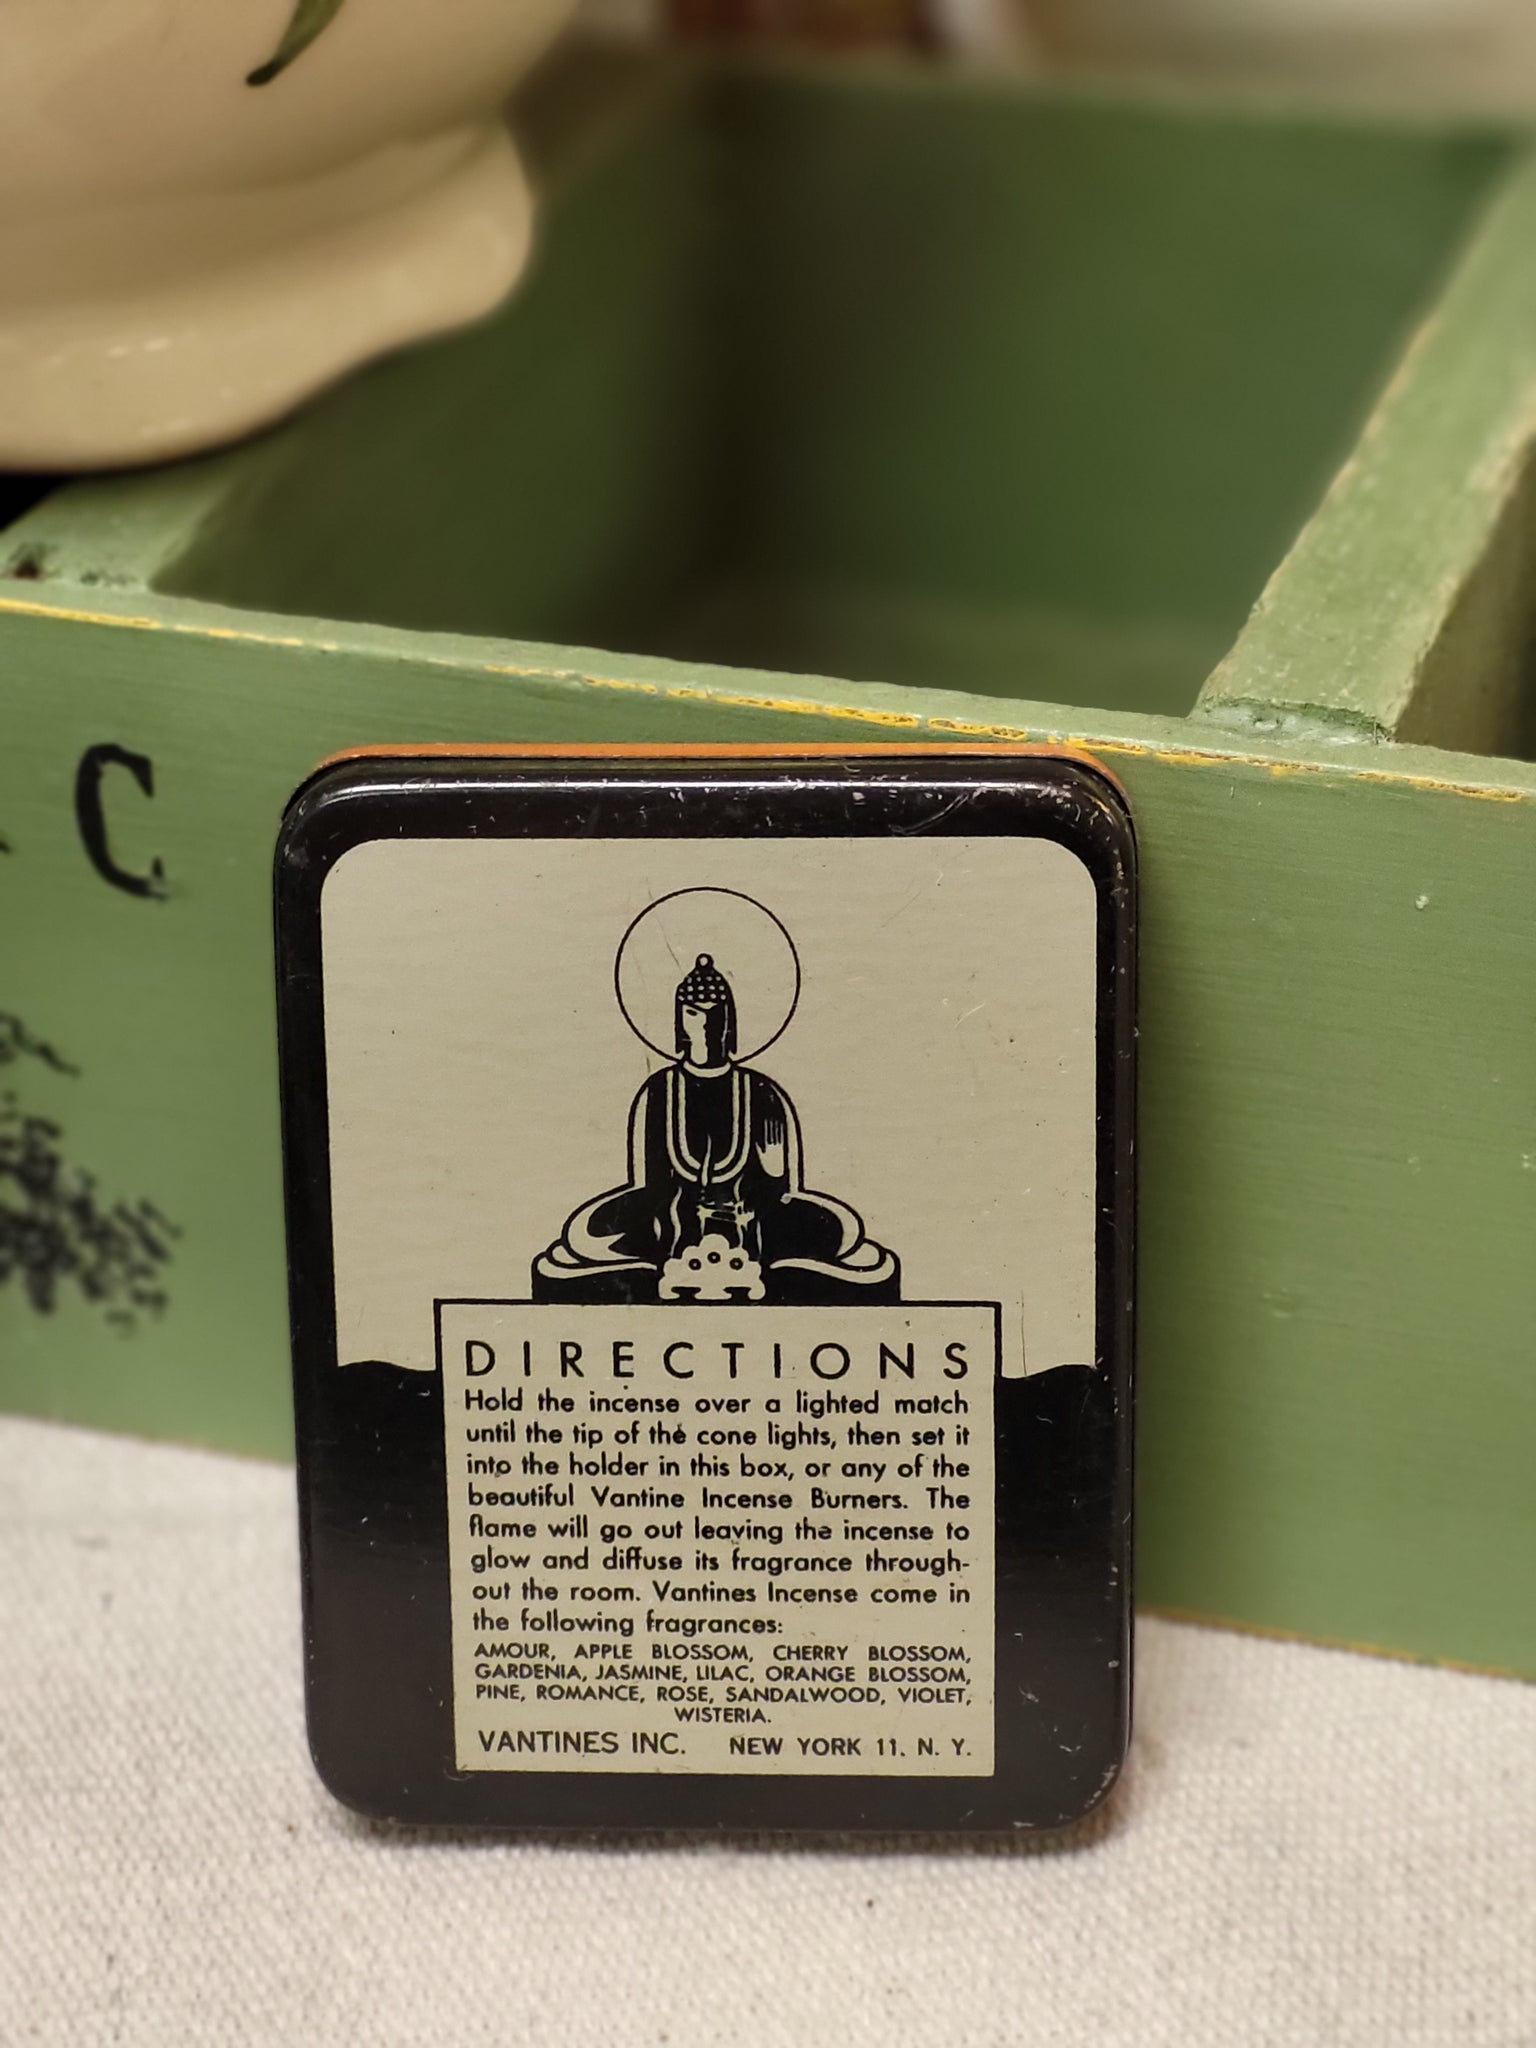 C
DIRECTIONS
Hold the incense over a lighted match
until the tip of the cone lights, then set it
into the holder in this box, or any of the
beautiful Vantine Incense Burners. The
flame will go out leaving the incense to
glow and diffuse its fragrance through-
out the room. Vantines Incense come in
the following fragrances:
AMOUR, APPLE BLOSSOM, CHERRY BLOSSOM,
GARDENIA, JASMINE, LILAC, ORANGE BLOSSOM,
PINE, ROMANCE, ROSE, SANDALWOOD, VIOLET,
WISTERIA.
VANTINES INC. NEW YORK 11. N. Y.